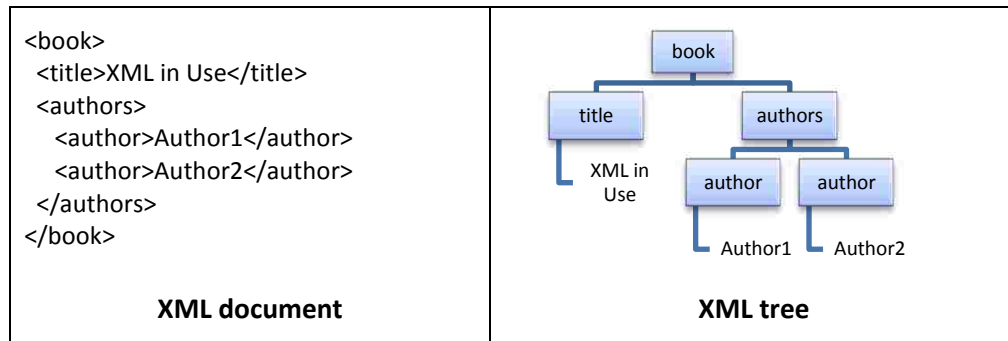 <book>
<title>XML in Use</title>
<authors>
<author>Author1</author>
<author>Author2</author>
</authors>
</book>
XML document
book
title
authors
XML in
Use
author
author
Author1
Author2
XML tree